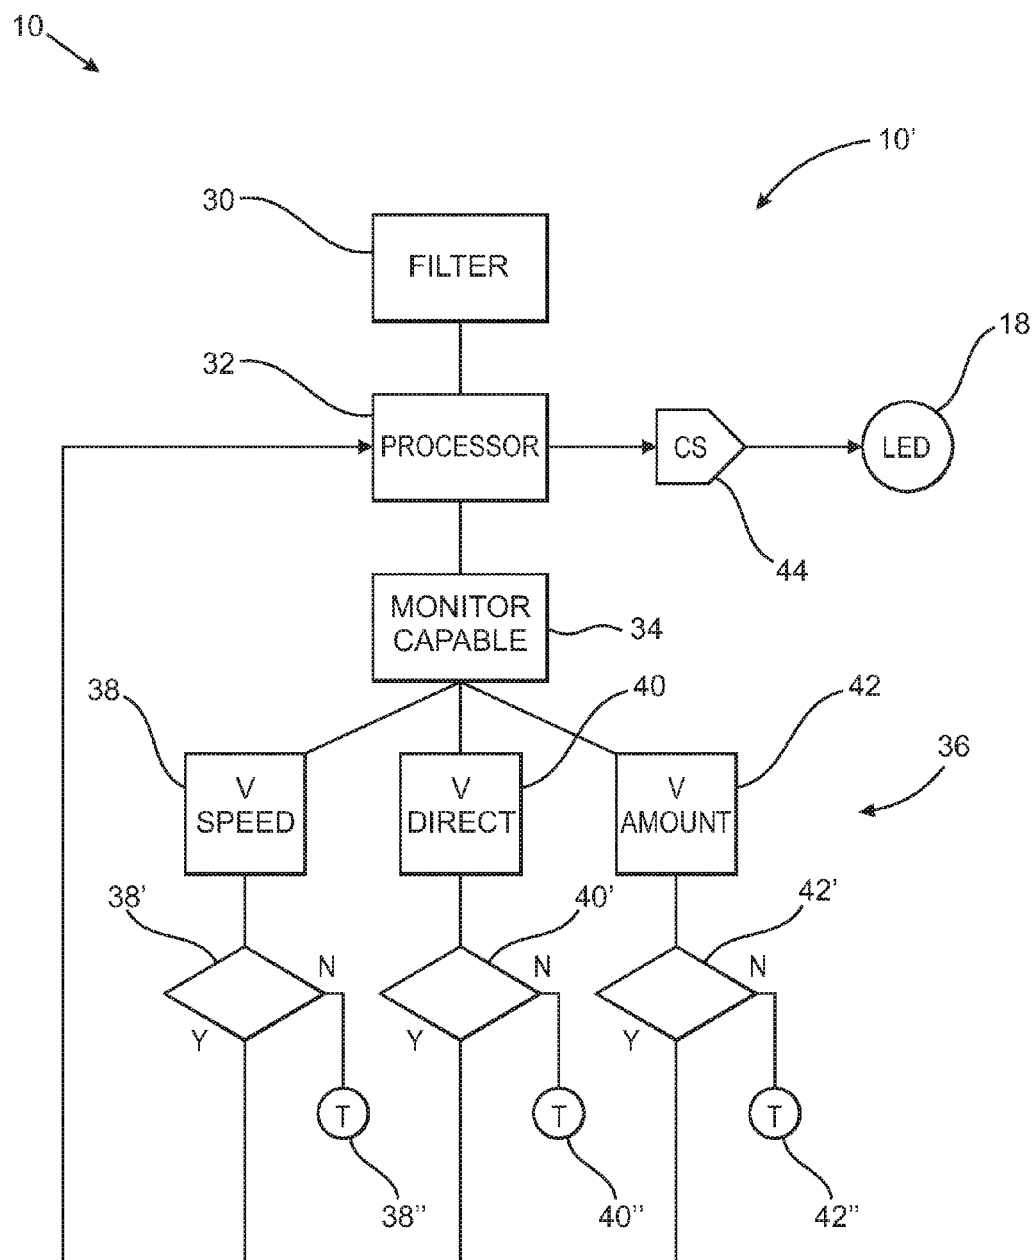 10
10'
30
FILTER
18
32
PROCESSOR
CS
LED
44
MONITOR
CAPABLE
34
38
40
42
36
V
SPEED
V
DIRECT
V
AMOUNT
38'
40'
42'
N
N
N
Y
Y
Y
T
T
T
38"
40"
42"